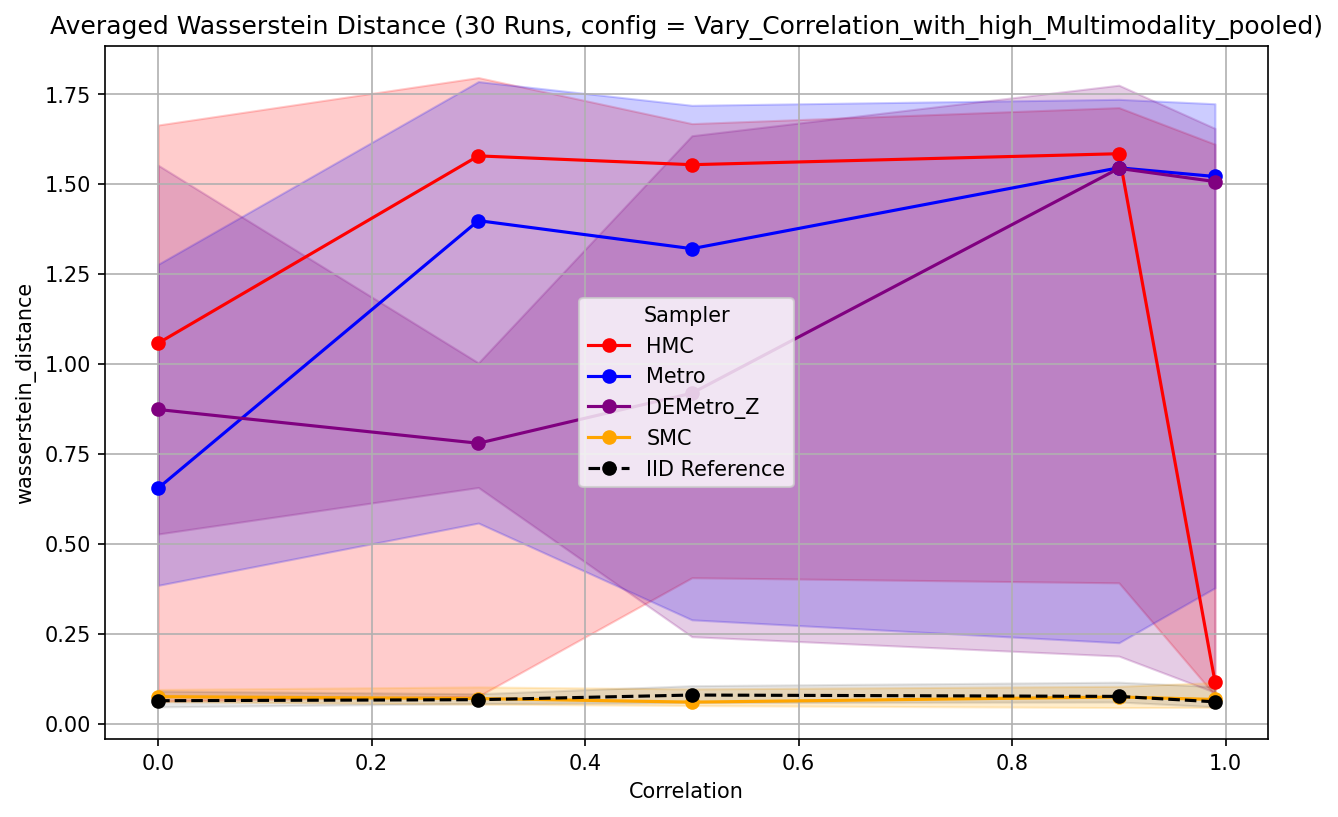 Averaged Wasserstein Distance (30 Runs, config = Vary_Correlation_with_high_Multimodality_pooled)
wasserstein_distance
1.75
1.50
1.25
1.00
0.75
0.50
0.25
0.00
Sampler
HMC
Metro
DEMetro_Z
SMC
IID Reference
0.0
0.2
0.4
0.6
0.8
1.0
Correlation